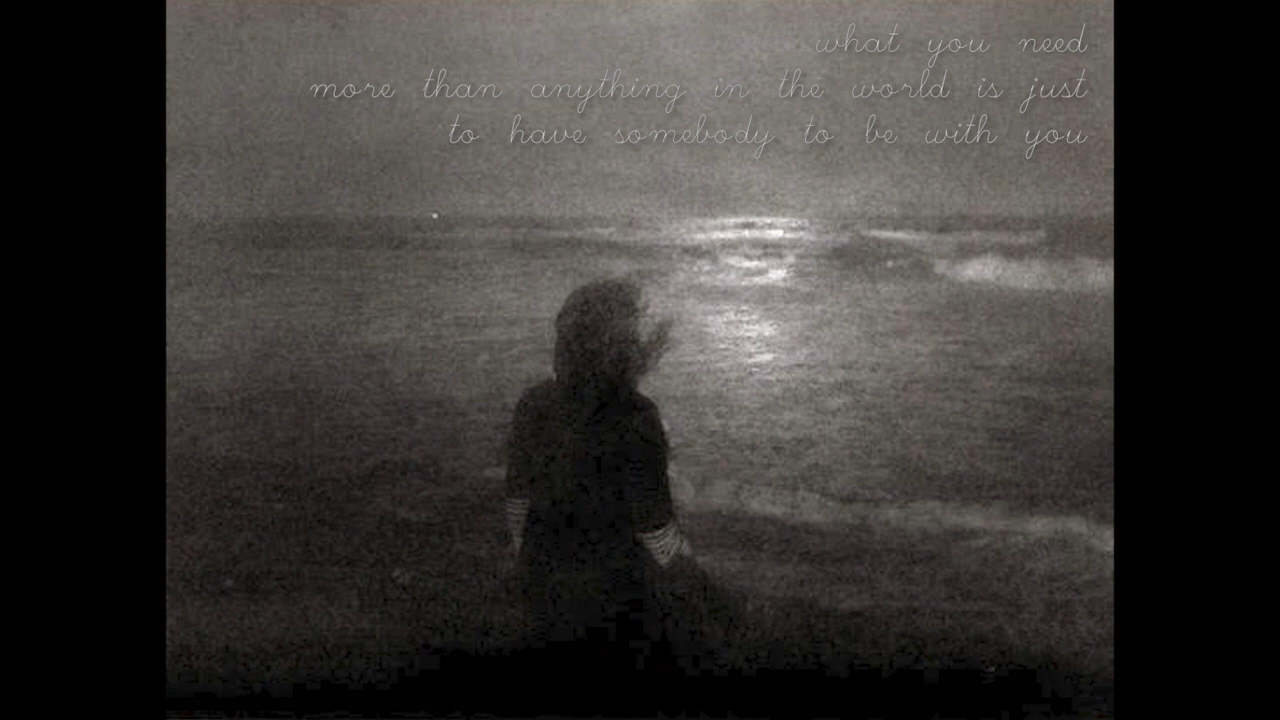 what you need
more than anything in the world is just
to have somebody to be with you